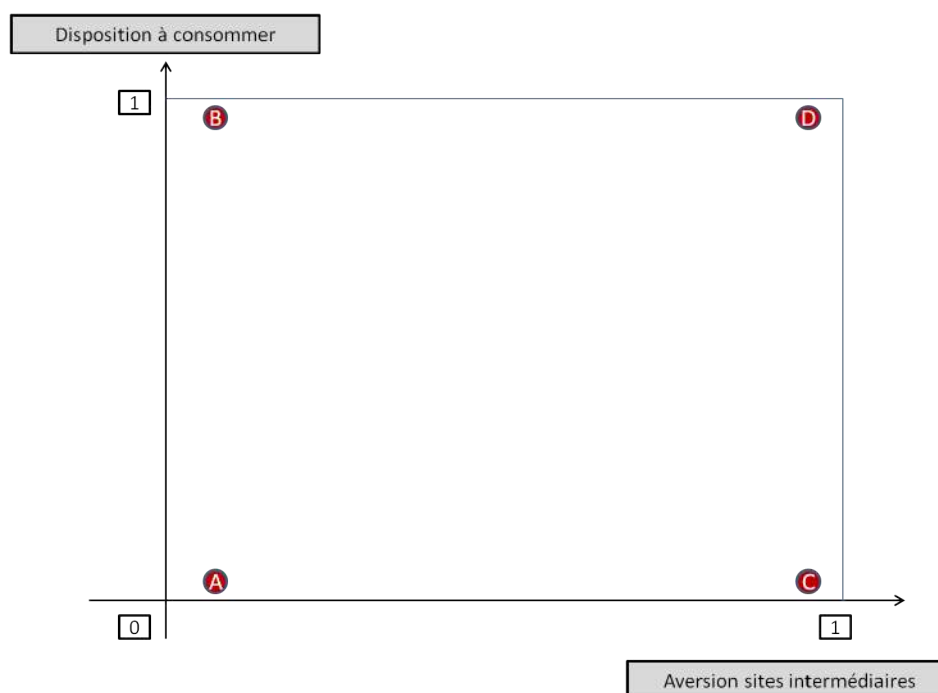 Disposition à consommer
1
B
D
A
C
0
1
Aversion sites intermédiaires